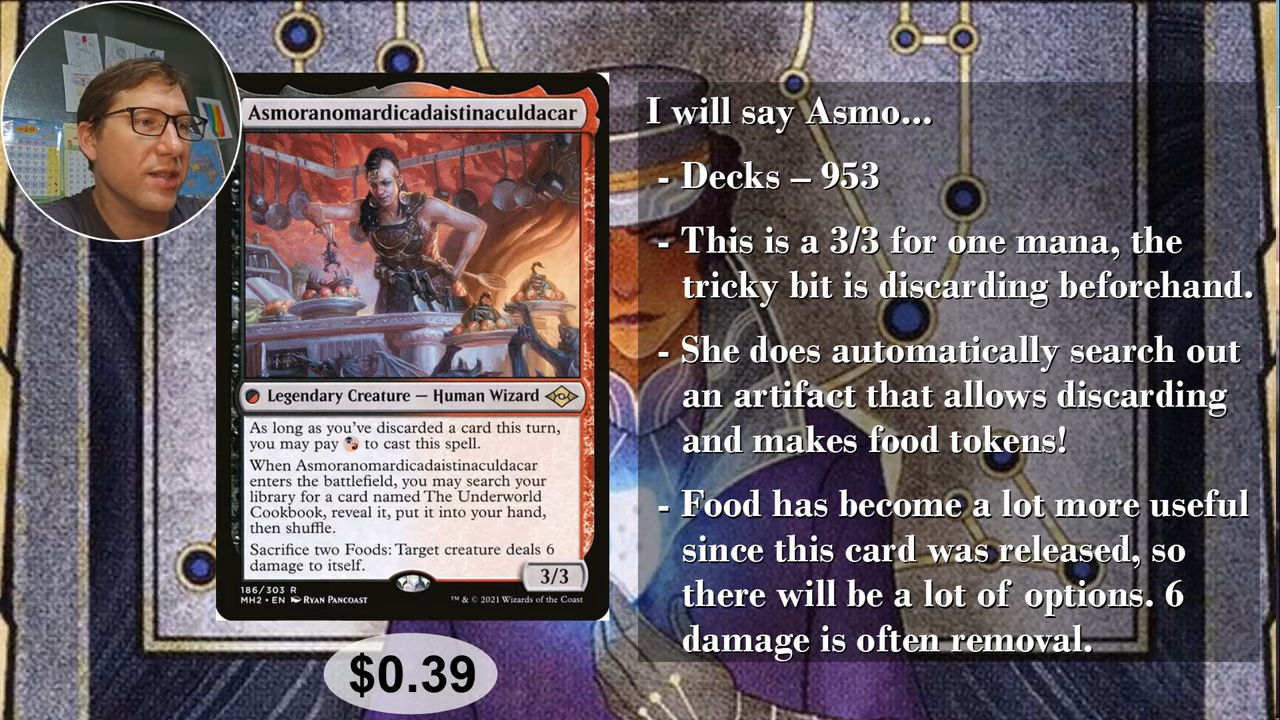 Asmoranomardicadaistinaculdacar
Legendary Creature — Human Wizard
As long as you've discarded a card this turn,
you may pay to cast this spell.
When Asmoranomardicadaistinaculdacar
enters the battlefield, you may search your
library for a card named The Underworld
Cookbook, reveal it, put it into your hand,
then shuffle.
Sacrifice two Foods: Target creature deals 6
damage to itself.
3/3
186/303 R
MH2 • EN RYAN PANCOAST
™ & © 2021 Wizards of the Coast
$0.39
I will say Asmo...
- Decks – 953
- This is a 3/3 for one mana, the
tricky bit is discarding beforehand.
- She does automatically search out
an artifact that allows discarding
and makes food tokens!
- Food has become a lot more useful
since this card was released, so
there will be a lot of options. 6
damage is often removal.